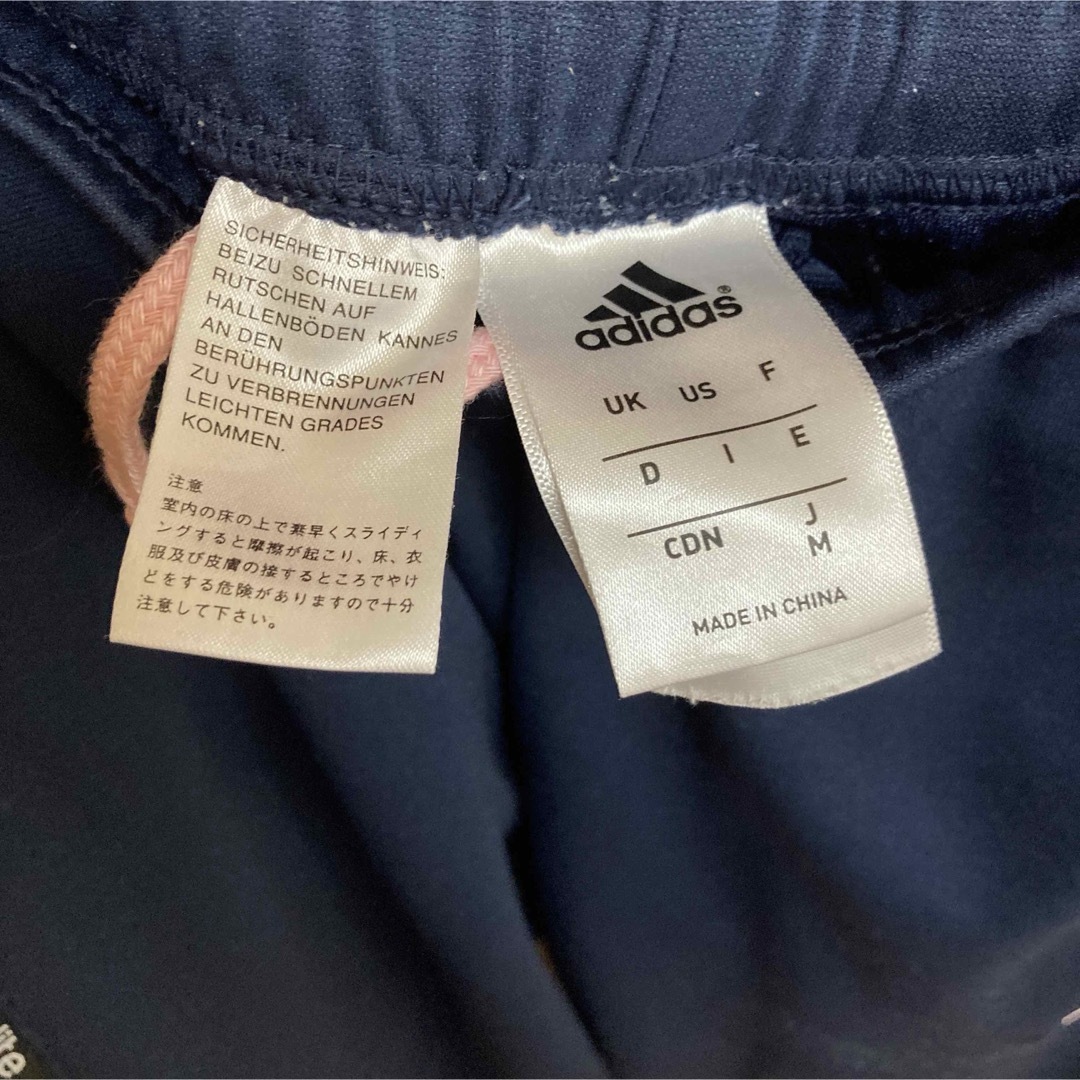 SICHERHEITSHINWEIS:
BEIZU SCHNELLEM
RUTSCHEN AUF
HALLENBÖDEN KANNES
AN DEN
BERÜHRUNGSPUNKTEN
ZU VERBRENNUNGEN
LEICHTEN GRADES
KOMMEN.
注意
室内の床の上で素早くスライディ
ングすると摩擦が起こり、床、衣
服及び皮膚の接するところでやけ
どをする危険がありますので十分
注意して下さい。
adidas®
UK US F
D I E
CDN J
M
MADE IN CHINA